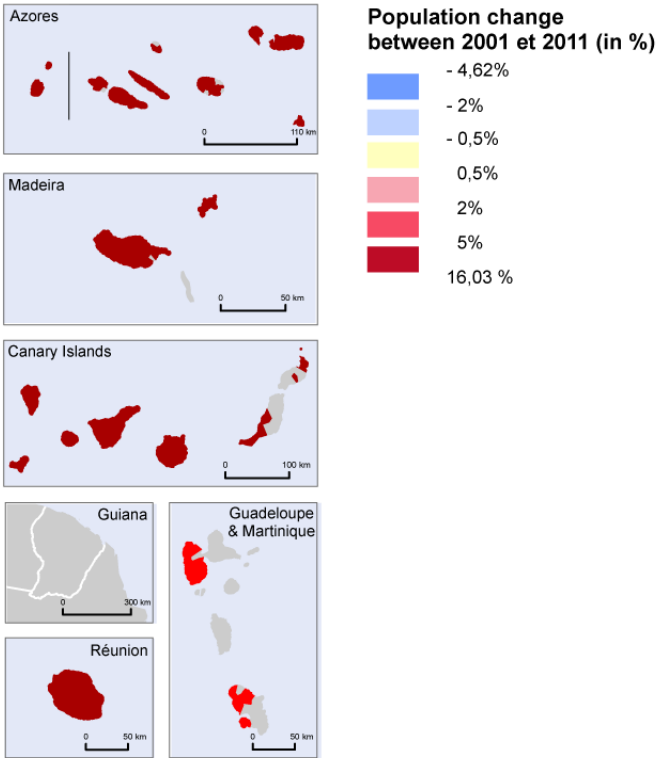 Azores
0
110 km
Madeira
0
50 km
Canary Islands
0
100 km
Guiana
0
300 km
Réunion
0
50 km
Guadeloupe
& Martinique
0
50 km
Population change
between 2001 et 2011 (in %)
- 4,62%
- 2%
- 0,5%
0,5%
2%
5%
16,03 %